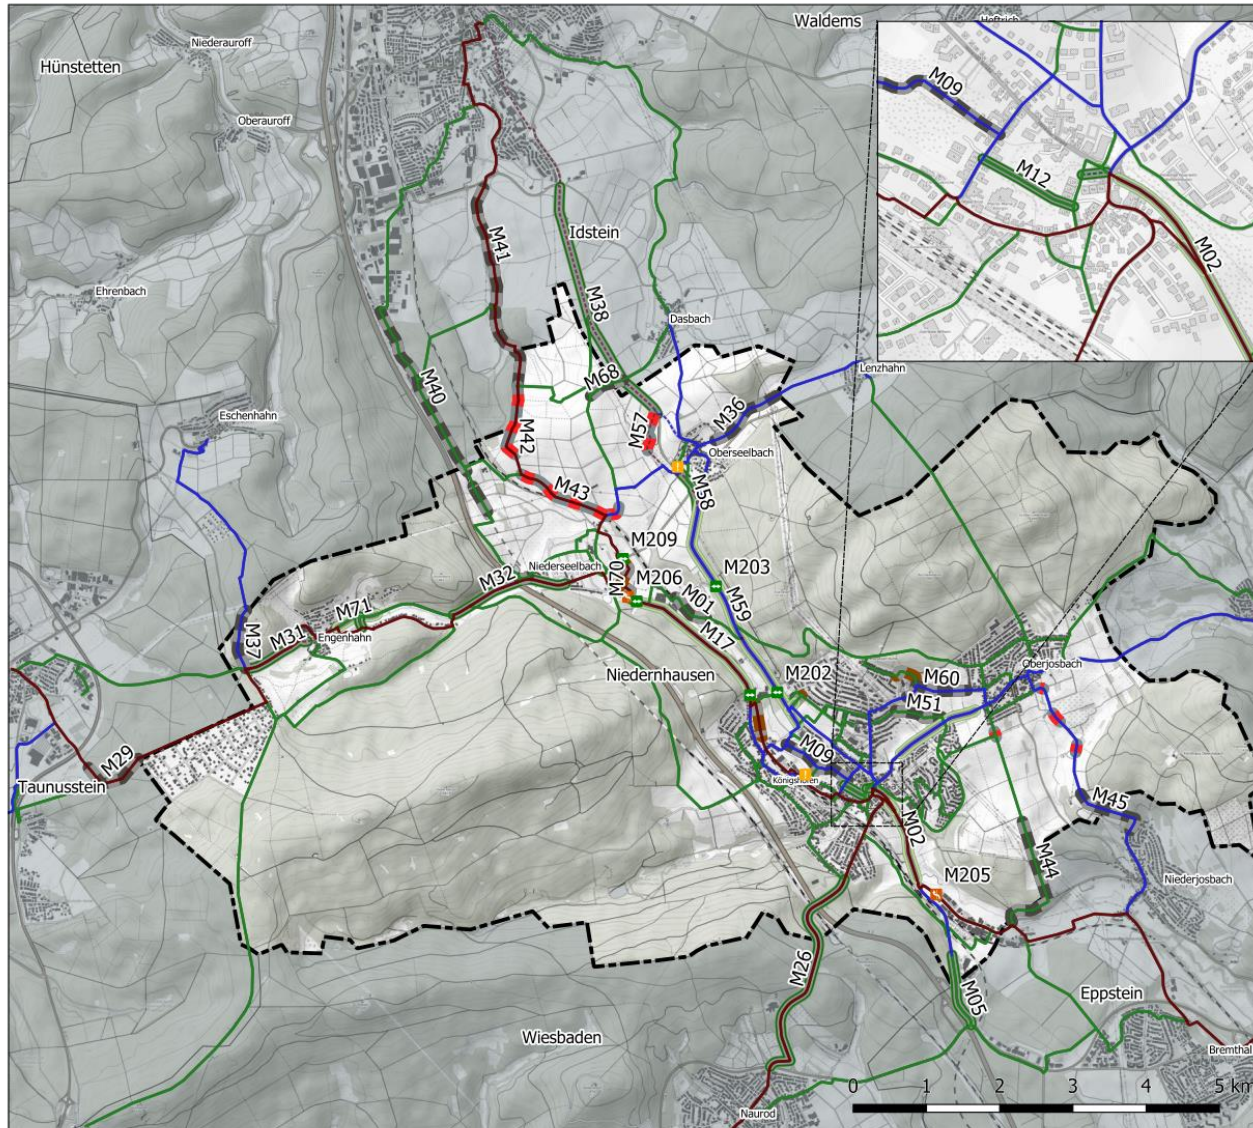 Waldems
Heftrich
Niederauroff
Hünstetten
M09
Oberauroff
M12
M02
Idstein
M41
Ehrenbach
M38
Dasbach
M40
M68
Lenzhahn
Eschenhahn
M42
M57
M36
Oberseelbach
M43
M58
M209
Niederseelbach
M70
M206
M203
M32
M01
M59
M71
M31
Engenhahn
M37
M17
Niedernhausen
M202
Oberjosbach
M60
M51
M29
M09
Taunusstein
Königshofen
M02
M45
M205
M44
Niederjosbach
M26
M05
Eppstein
Wiesbaden
Bremthal
Naurod
0 1 2 3 4 5 km